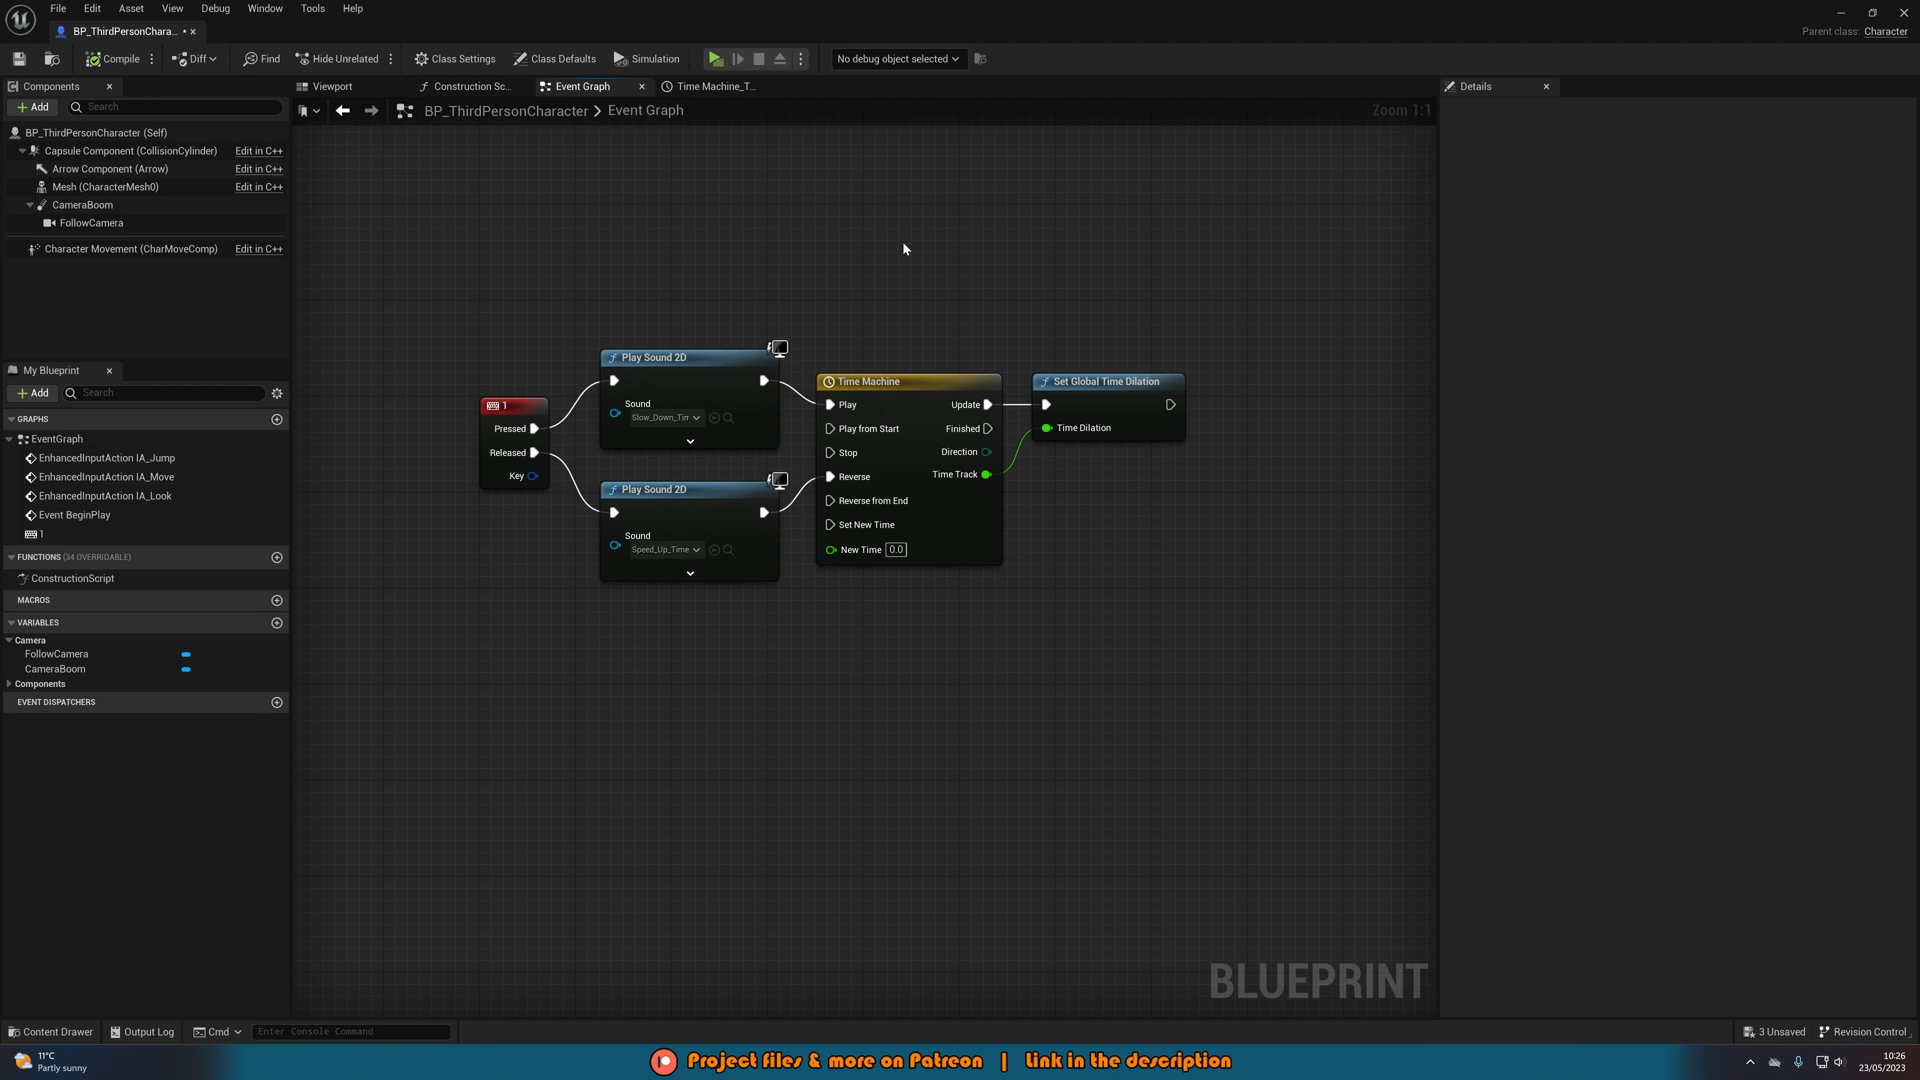 File Edit Asset View Debug Window Tools Help
BP_ThirdPersonChara...
Parent class: Character
Compile Diff Find Hide Unrelated Class Settings Class Defaults Simulation No debug object selected
Components
Viewport Construction Sc... Event Graph Time Machine_T...
Details
Add Search
BP_ThirdPersonCharacter > Event Graph
Zoom 1:1
BP_ThirdPersonCharacter (Self)
Capsule Component (CollisionCylinder) Edit in C++
Arrow Component (Arrow) Edit in C++
Mesh (CharacterMesh0) Edit in C++
CameraBoom
FollowCamera
Character Movement (CharMoveComp) Edit in C++
My Blueprint
Add Search
GRAPHS
EventGraph
EnhancedInputAction IA_Jump
EnhancedInputAction IA_Move
EnhancedInputAction IA_Look
Event BeginPlay
1
FUNCTIONS (34 OVERRIDABLE)
ConstructionScript
MACROS
VARIABLES
Camera
FollowCamera
CameraBoom
Components
EVENT DISPATCHERS
1
Pressed
Released
Key
Play Sound 2D
Sound
Slow_Down_Tim
Play Sound 2D
Sound
Speed_Up_Time
Time Machine
Play Update
Play from Start Finished
Stop Direction
Reverse Time Track
Reverse from End
Set New Time
New Time 0.0
Set Global Time Dilation
Time Dilation
BLUEPRINT
Content Drawer Output Log Cmd Enter Console Command
3 Unsaved Revision Control
11°C
Partly sunny
Project files & more on Patreon | Link in the description
10:26
23/05/2023